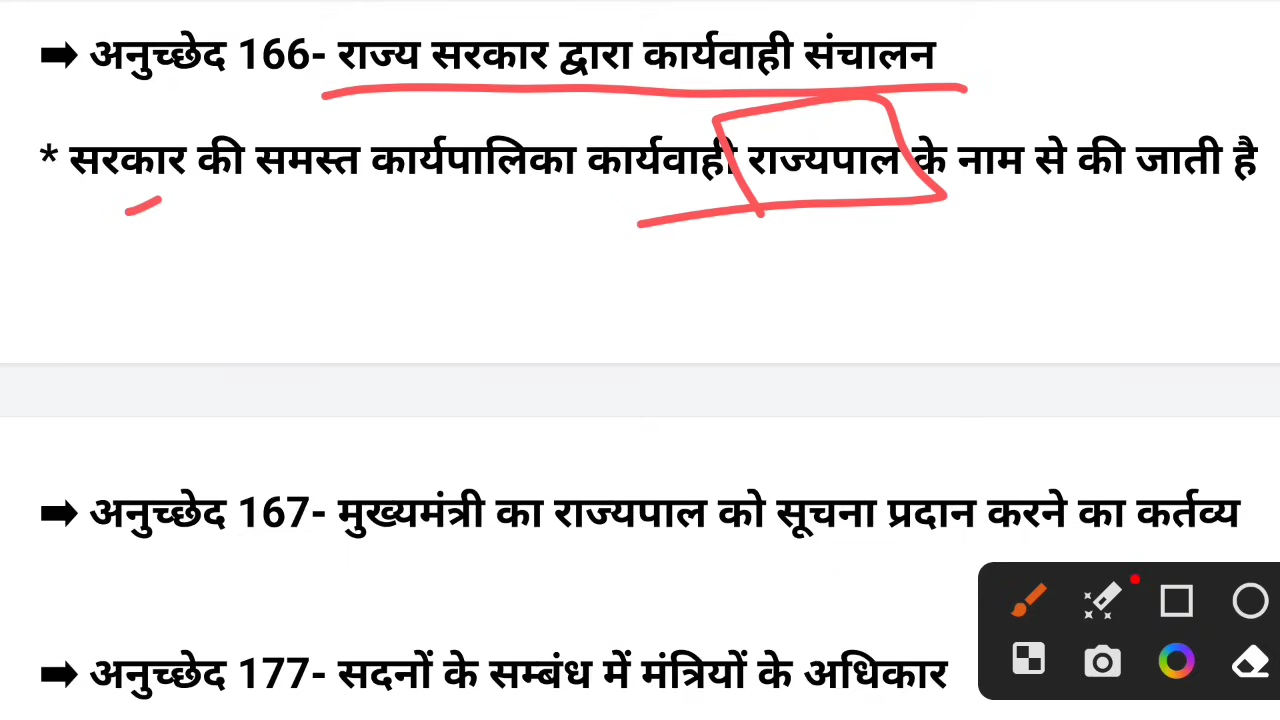 ➡ अनुच्छेद 166- राज्य सरकार द्वारा कार्यवाही संचालन
* सरकार की समस्त कार्यपालिका कार्यवाही राज्यपाल के नाम से की जाती है
➡ अनुच्छेद 167- मुख्यमंत्री का राज्यपाल को सूचना प्रदान करने का कर्तव्य
➡ अनुच्छेद 177- सदनों के सम्बंध में मंत्रियों के अधिकार